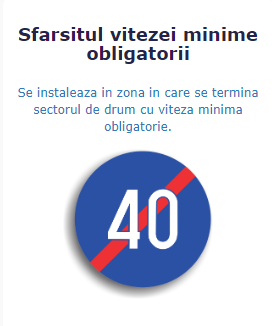 Sfarsitul vitezei minime
obligatorii
Se instaleaza in zona in care se termina
sectorul de drum cu viteza minima
obligatorie.
40